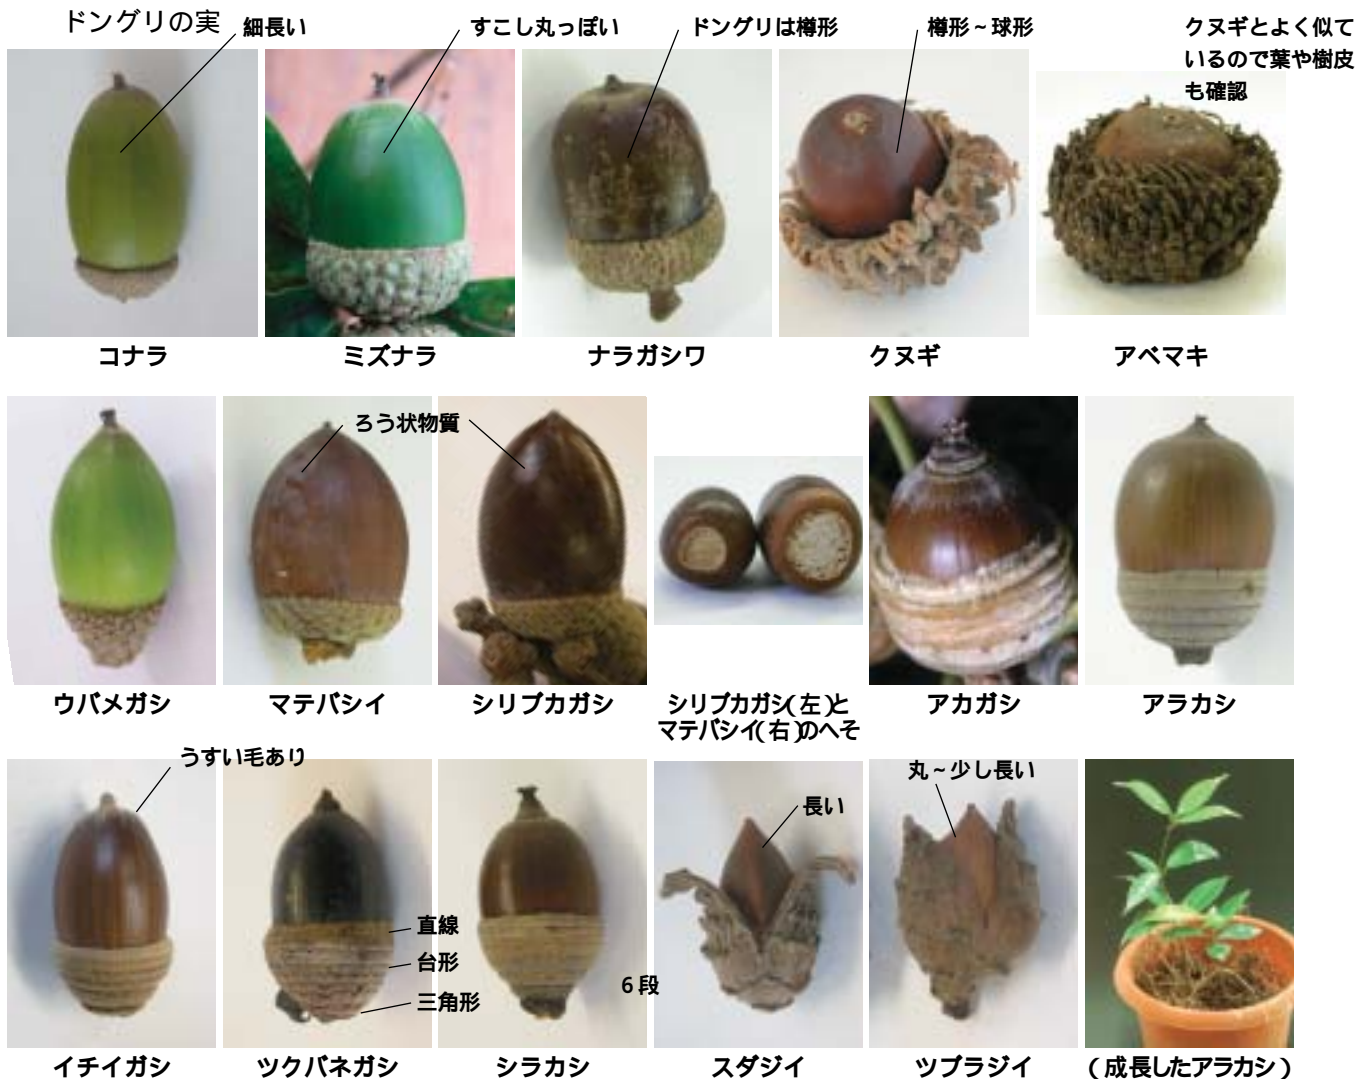 ドングリの実
細長い
すこし丸っぽい
ドングリは樽形
樽形～球形
クヌギとよく似て
いるので葉や樹皮
も確認
コナラ
ミズナラ
ナラガシワ
クヌギ
アベマキ
ろう状物質
ウバメガシ
マテバシイ
シリブカガシ
シリブカガシ(左)と
マテバシイ(右)のへそ
アカガシ
アラカシ
うすい毛あり
直線
台形
三角形
6段
長い
丸～少し長い
イチイガシ
ツクバネガシ
シラカシ
スダジイ
ツブラジイ
(成長したアラカシ)